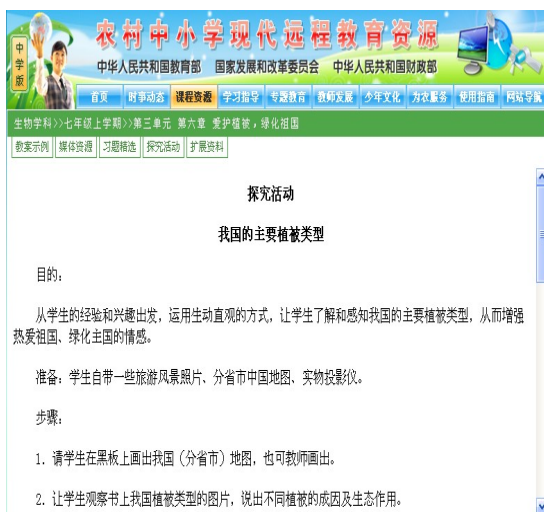 中学版
农村中小学现代远程教育资源
中华人民共和国教育部 国家发展和改革委员会 中华人民共和国财政部
首页 时事动态 课程资源 学习指导 专题教育 教师发展 少年文化 为农服务 使用指南 网站导航
生物学科>>七年级上学期>>第三单元 第六章 爱护植被，绿化祖国
教案示例 媒体资源 习题精选 探究活动 扩展资料
探究活动
我国的主要植被类型
目的：
从学生的经验和兴趣出发，运用生动直观的方式，让学生了解和感知我国的主要植被类型，从而增强
热爱祖国、绿化主国的情感。
准备：学生自带一些旅游风景照片、分省市中国地图、实物投影仪。
步骤：
1. 请学生在黑板上画出我国（分省市）地图，也可教师画出。
2. 让学生观察书上我国植被类型的图片，说出不同植被的成因及生态作用。